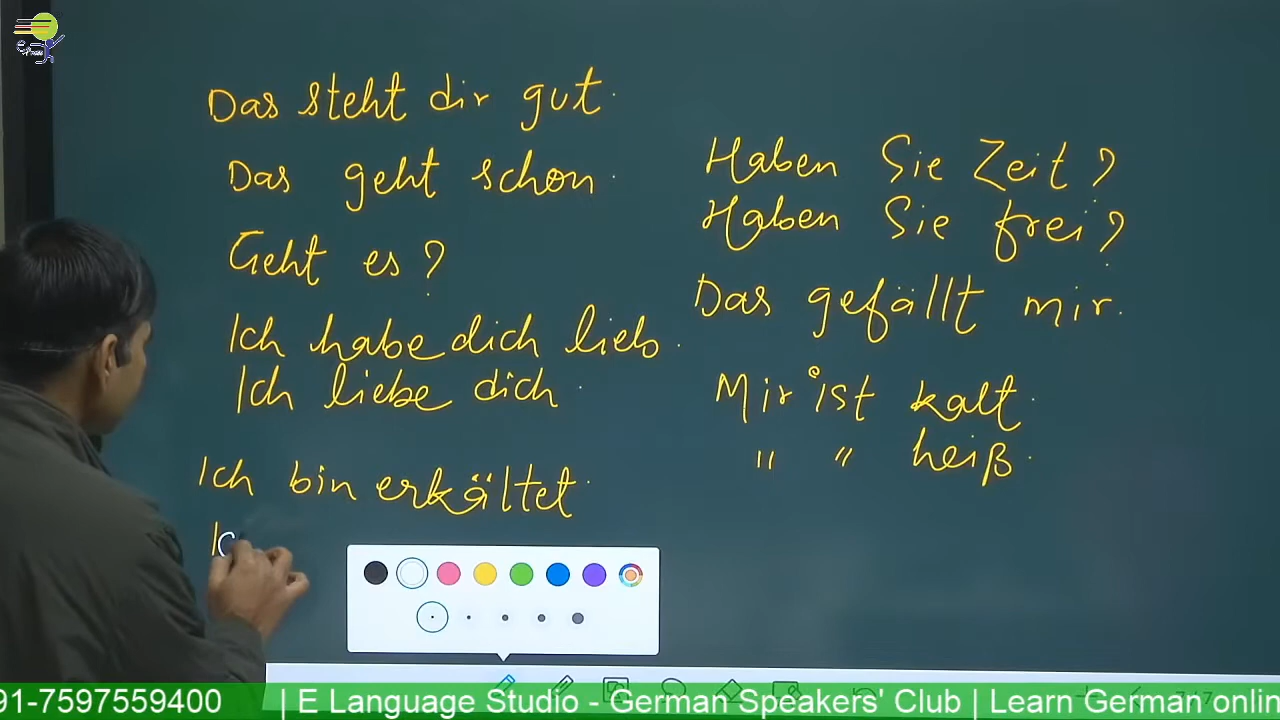 Das steht dir gut.
Das geht schon.
Geht es?
Ich habe dich lieb.
Ich liebe dich.
Ich bin erkältet.
Ic
Haben Sie Zeit?
Haben Sie frei?
Das gefällt mir.
Mir ist kalt.
" " heiß.
91-7597559400 | E Language Studio - German Speakers' Club | Learn German onlin